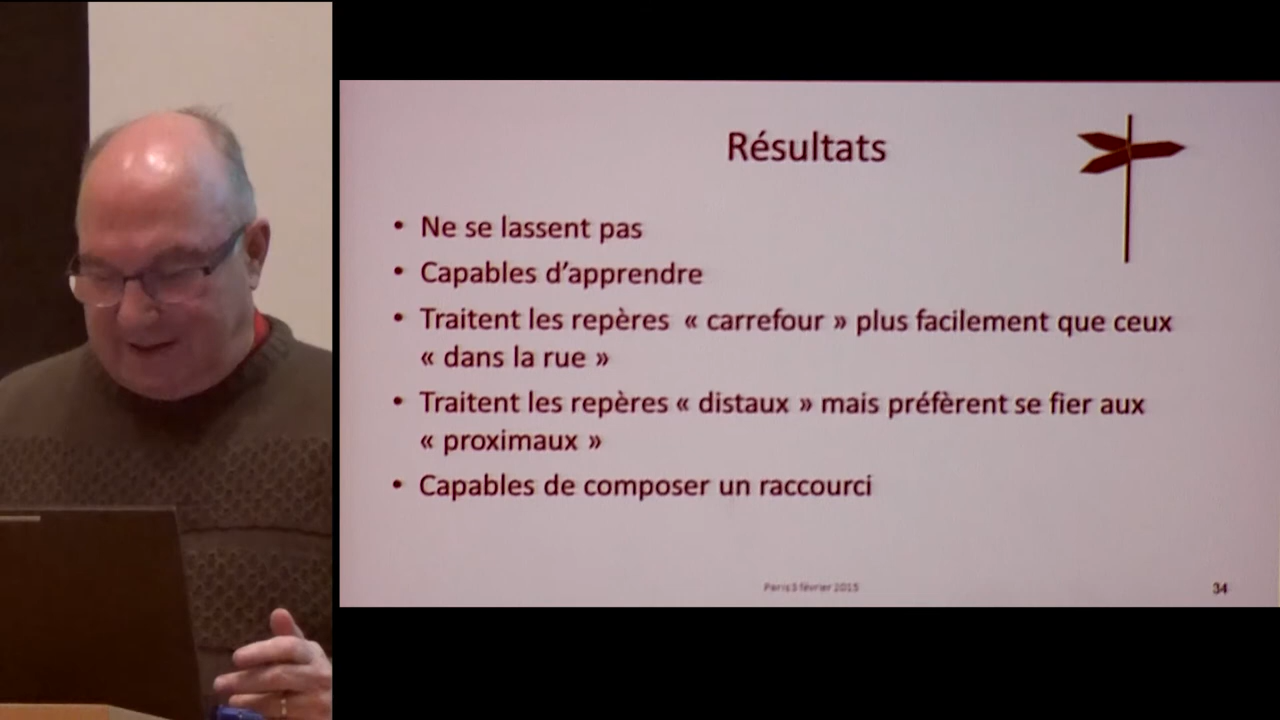 Résultats
• Ne se lassent pas
• Capables d’apprendre
• Traitent les repères « carrefour » plus facilement que ceux
« dans la rue »
• Traitent les repères « distaux » mais préfèrent se fier aux
« proximaux »
• Capables de composer un raccourci
Paris 3 février 2015
34